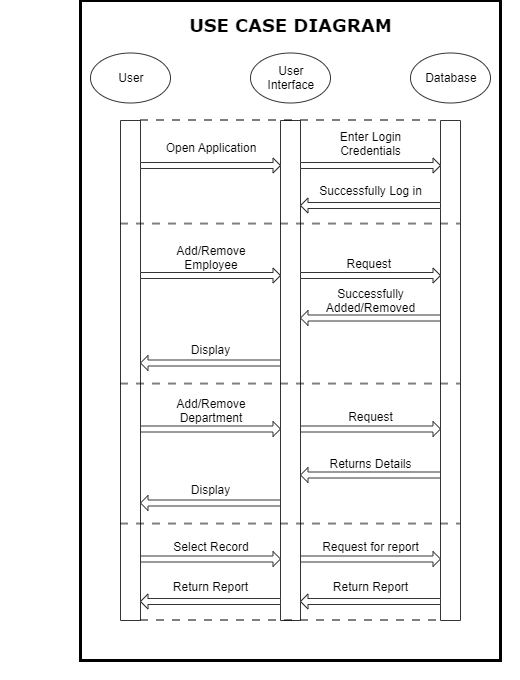 USE CASE DIAGRAM
User
User
Interface
Database
Open Application
Enter Login
Credentials
Successfully Log in
Add/Remove
Employee
Request
Successfully
Added/Removed
Display
Add/Remove
Department
Request
Returns Details
Display
Select Record
Request for report
Return Report
Return Report